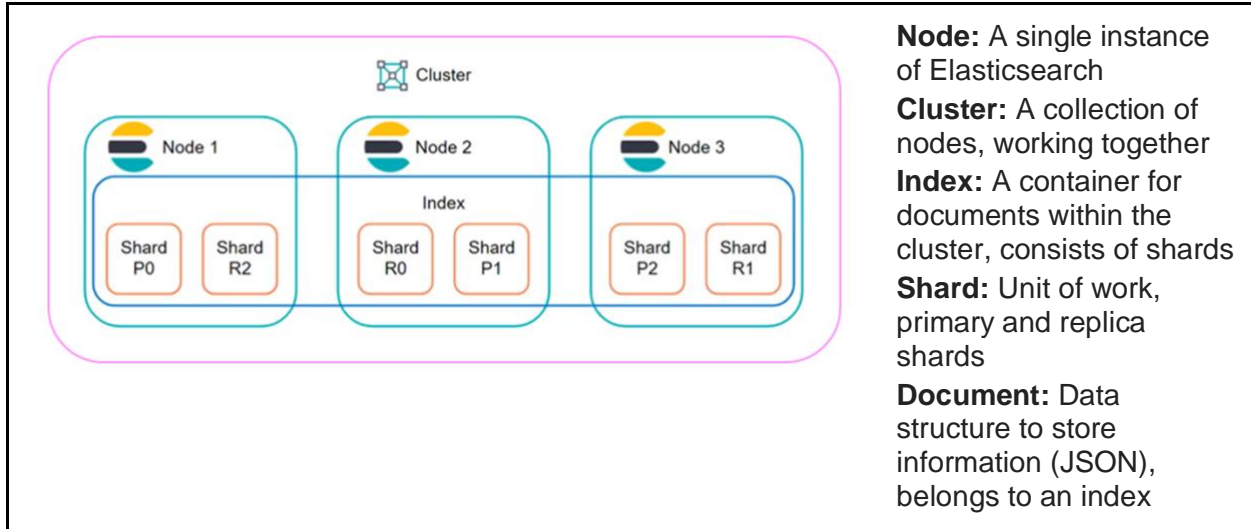 Cluster
Node 1
Node 2
Node 3
Index
Shard
P0
Shard
R2
Shard
R0
Shard
P1
Shard
P2
Shard
R1
Node: A single instance
of Elasticsearch
Cluster: A collection of
nodes, working together
Index: A container for
documents within the
cluster, consists of shards
Shard: Unit of work,
primary and replica
shards
Document: Data
structure to store
information (JSON),
belongs to an index